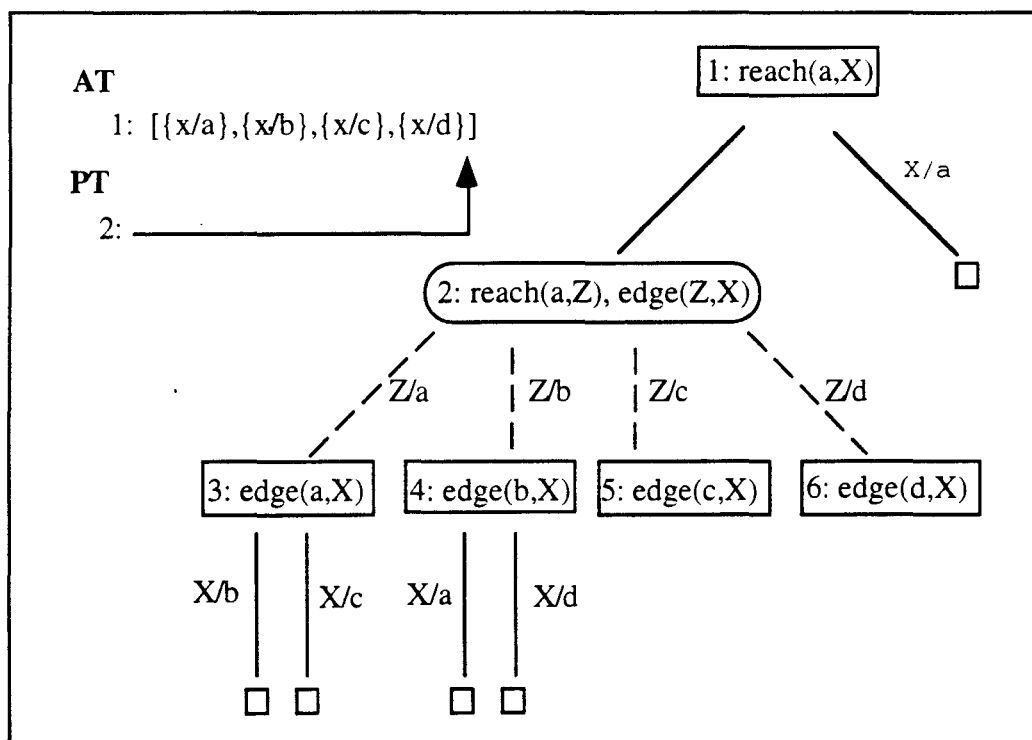 1: reach(a,X)
AT
1: [{x/a},{x/b},{x/c},{x/d}]
X/a
PT
2:
2: reach(a,Z), edge(Z,X)
Z/a
Z/b
Z/c
Z/d
3: edge(a,X)
4: edge(b,X)
5: edge(c,X)
6: edge(d,X)
X/b
X/c
X/a
X/d